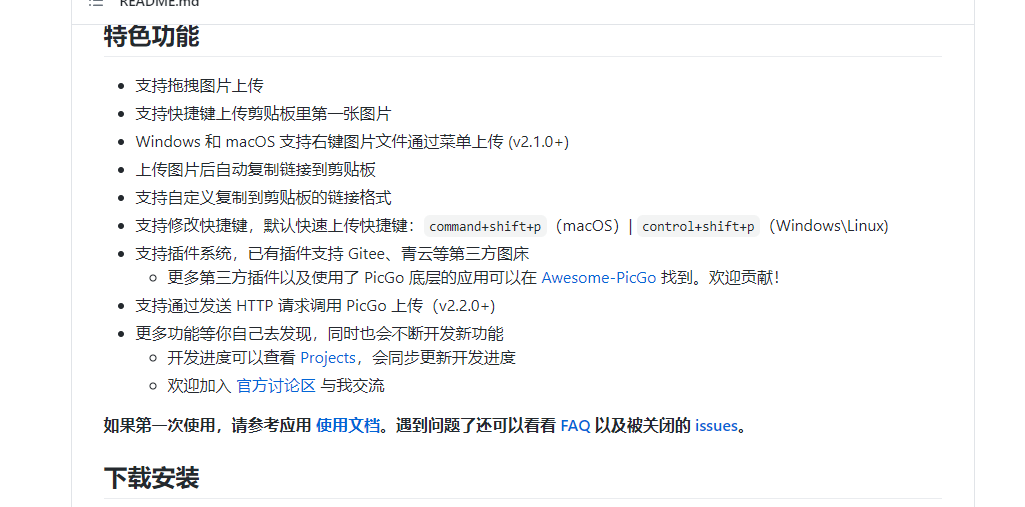 README.md
特色功能
支持拖拽图片上传
支持快捷键上传剪贴板里第一张图片
Windows 和 macOS 支持右键图片文件通过菜单上传 (v2.1.0+)
上传图片后自动复制链接到剪贴板
支持自定义复制到剪贴板的链接格式
支持修改快捷键，默认快速上传快捷键：command+shift+p（macOS）| control+shift+p（Windows\Linux)
支持插件系统，已有插件支持 Gitee、青云等第三方图床
更多第三方插件以及使用了 PicGo 底层的应用可以在 Awesome-PicGo 找到。欢迎贡献！
支持通过发送 HTTP 请求调用 PicGo 上传（v2.2.0+)
更多功能等你自己去发现，同时也会不断开发新功能
开发进度可以查看 Projects，会同步更新开发进度
欢迎加入 官方讨论区 与我交流
如果第一次使用，请参考应用 使用文档。遇到问题了还可以看看 FAQ 以及被关闭的 issues。
下载安装